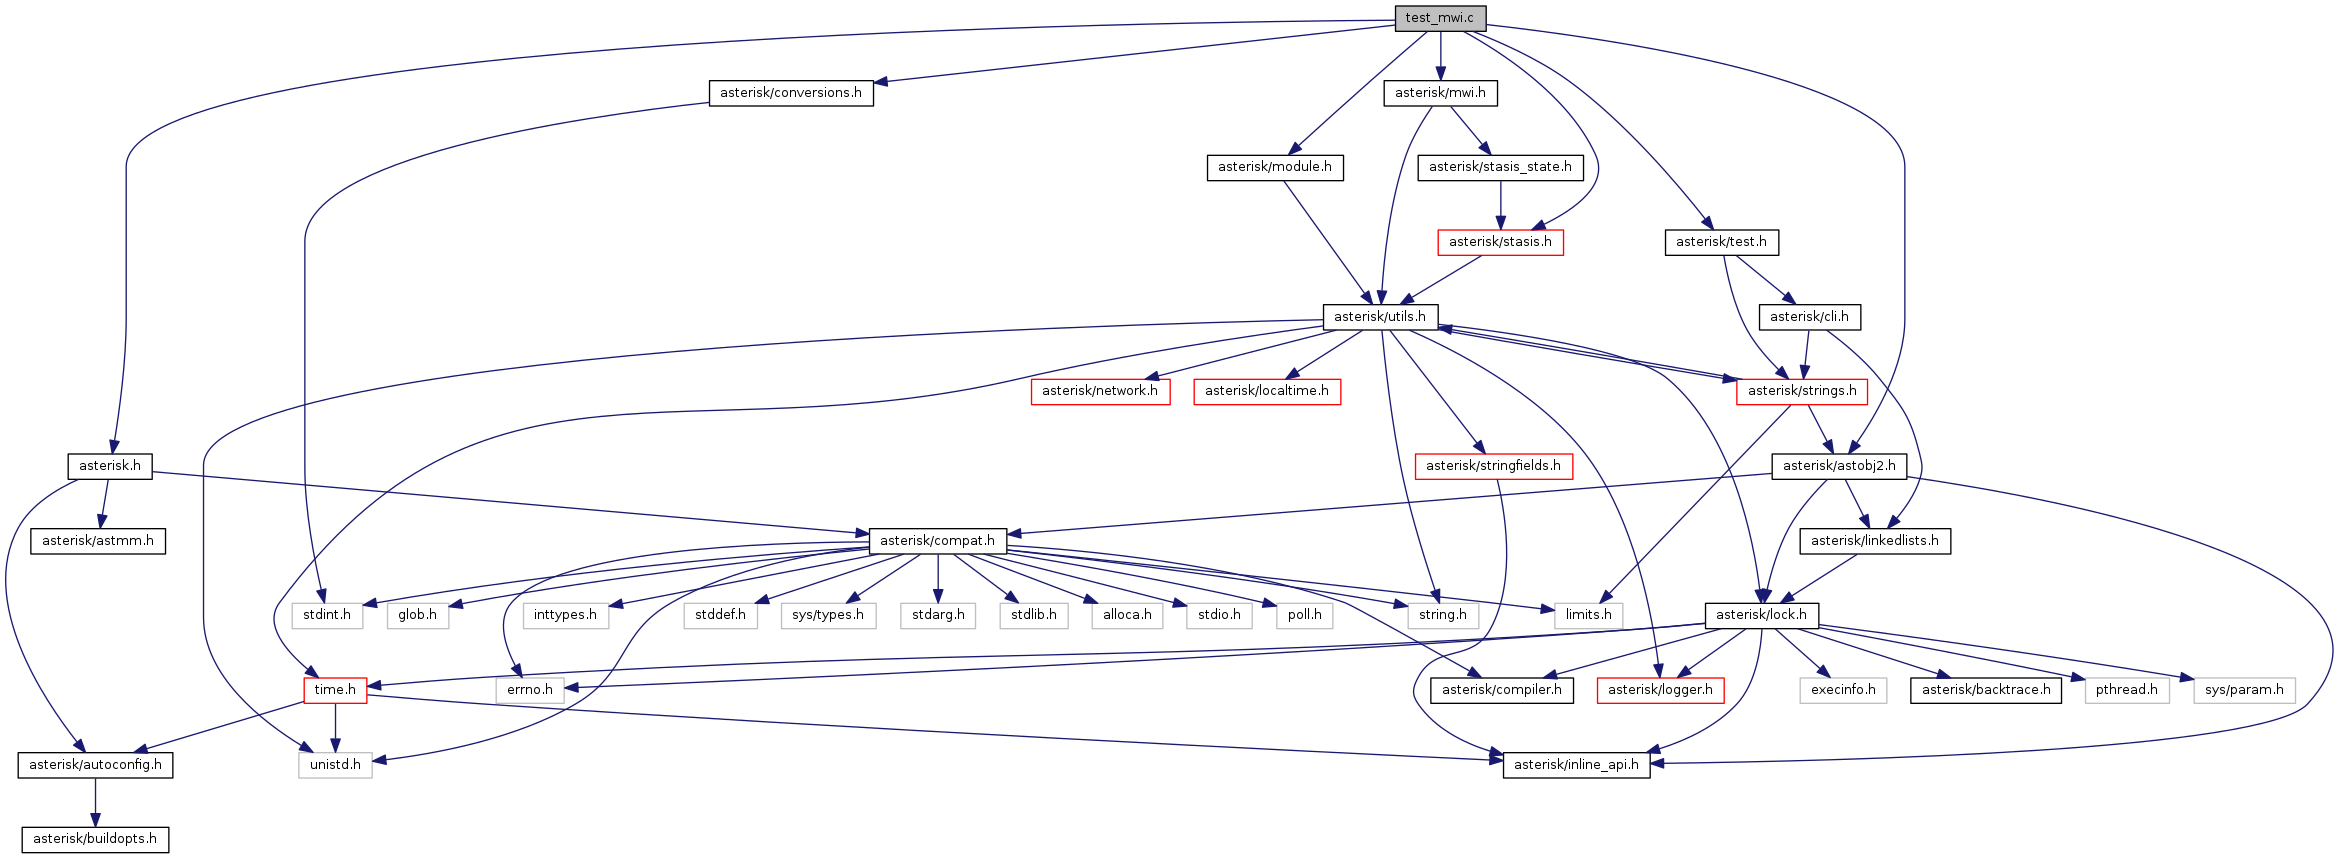 test_mwi.c
asterisk/conversions.h
asterisk/mwi.h
asterisk/module.h
asterisk/stasis_state.h
asterisk/stasis.h
asterisk/test.h
asterisk/utils.h
asterisk/cli.h
asterisk/network.h
asterisk/localtime.h
asterisk/strings.h
asterisk.h
asterisk/stringfields.h
asterisk/astobj2.h
asterisk/astmm.h
asterisk/compat.h
asterisk/linkedlists.h
stdint.h
glob.h
inttypes.h
stddef.h
sys/types.h
stdarg.h
stdlib.h
alloca.h
stdio.h
poll.h
string.h
limits.h
asterisk/lock.h
time.h
errno.h
asterisk/compiler.h
asterisk/logger.h
execinfo.h
asterisk/backtrace.h
pthread.h
sys/param.h
asterisk/autoconfig.h
unistd.h
asterisk/inline_api.h
asterisk/buildopts.h